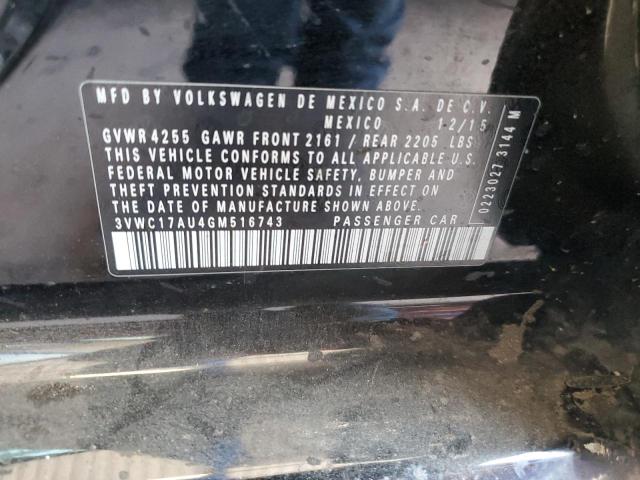 MFD BY VOLKSWAGEN DE MEXICO S.A. DE C.V.
MEXICO 12/15
GVWR 4255 GAWR FRONT 2161 / REAR 2205 LBS
THIS VEHICLE CONFORMS TO ALL APPLICABLE U.S.
FEDERAL MOTOR VEHICLE SAFETY, BUMPER AND
THEFT PREVENTION STANDARDS IN EFFECT ON
THE DATE OF MANUFACTURE SHOWN ABOVE.
3VWC17AU4GM516743 PASSENGER CAR
0223027 3144 M